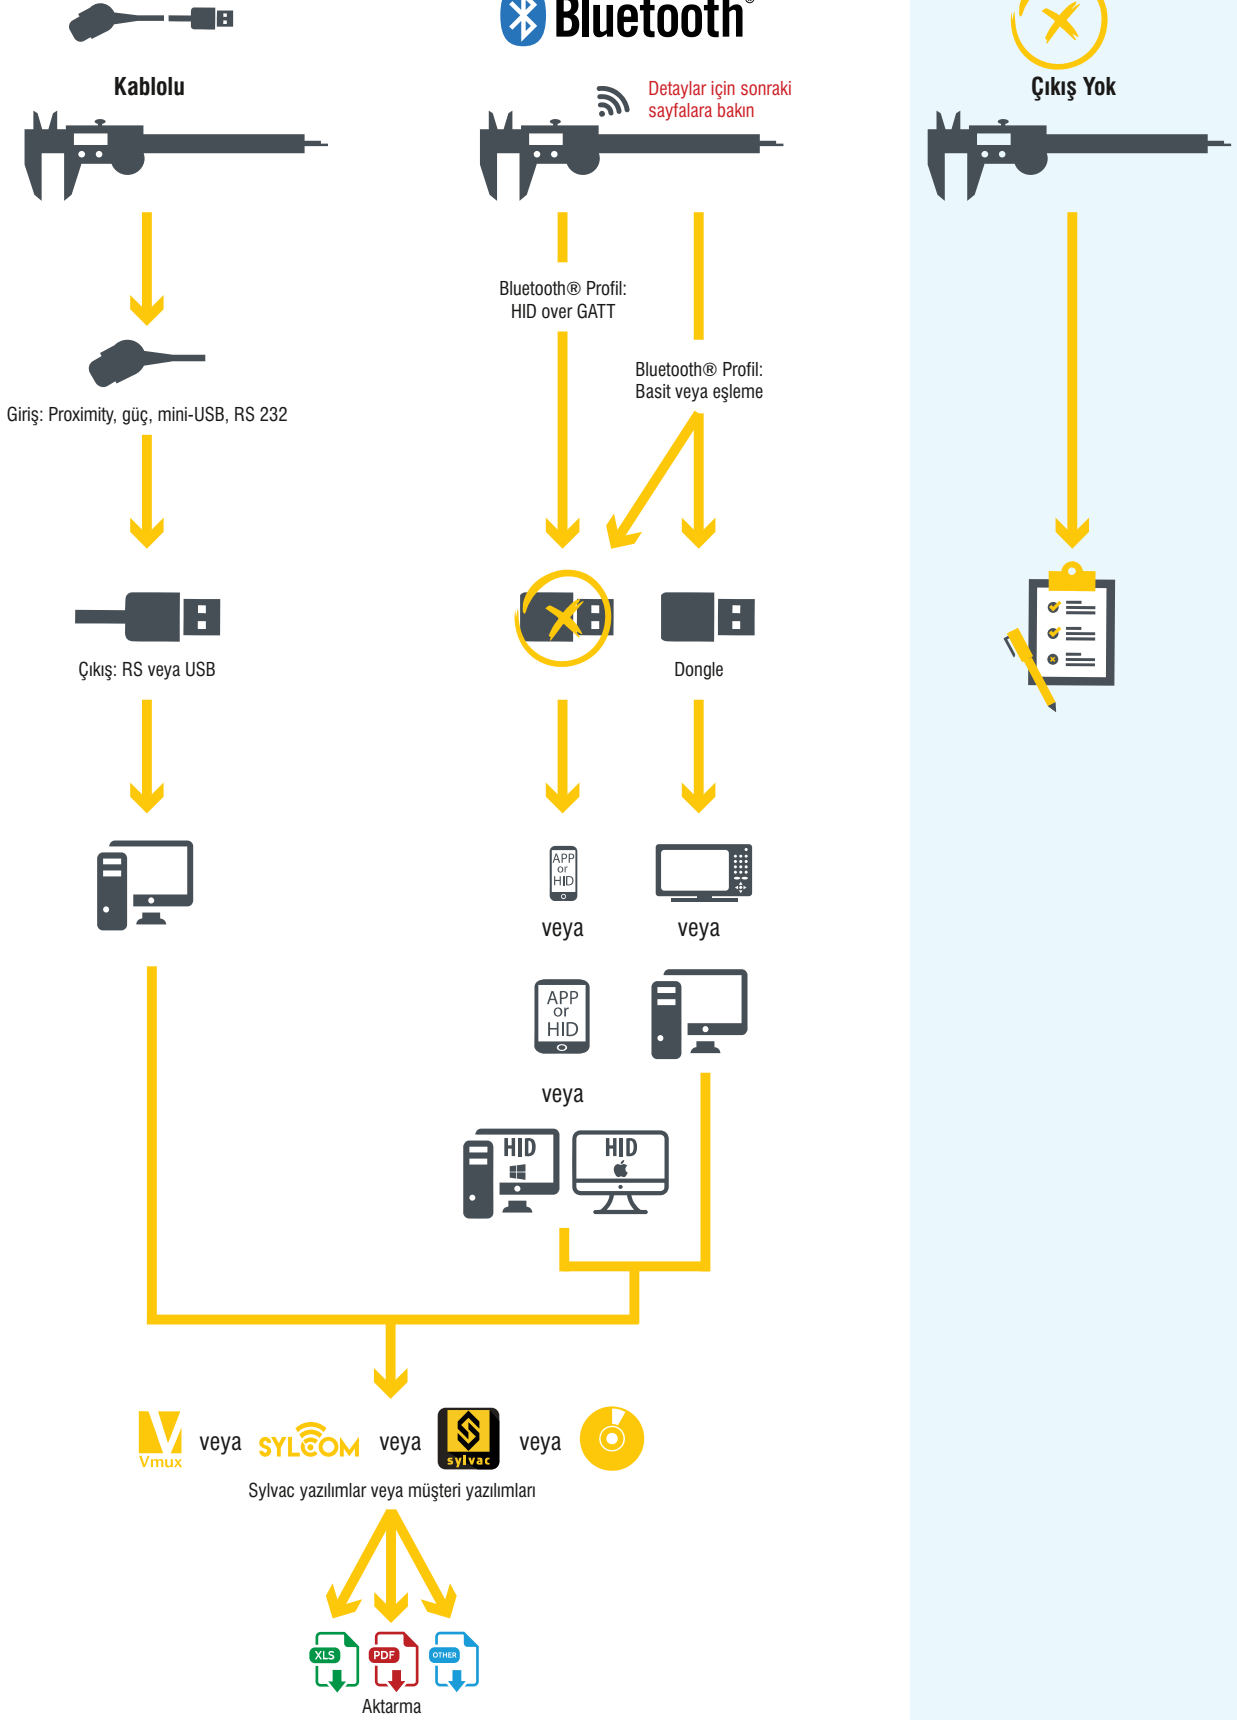 Bluetooth®
Kablolu
Detaylar için sonraki
sayfalara bakın
Çıkış Yok
Bluetooth® Profil:
HID over GATT
Bluetooth® Profil:
Basit veya eşleme
Giriş: Proximity, güç, mini-USB, RS 232
Çıkış: RS veya USB
Dongle
APP
or
HID
veya
veya
APP
or
HID
veya
HID
HID
Vmux
veya
SYLCOM
veya
sylvac
veya
Sylvac yazılımlar veya müşteri yazılımları
XLS
PDF
OTHER
Aktarma